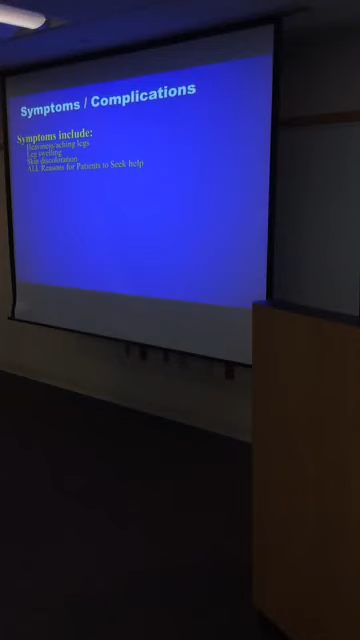 Symptoms / Complications
Symptoms include:
Heaviness/aching legs
Leg swelling
Skin discoloration
ALL Reasons for Patients to Seek help